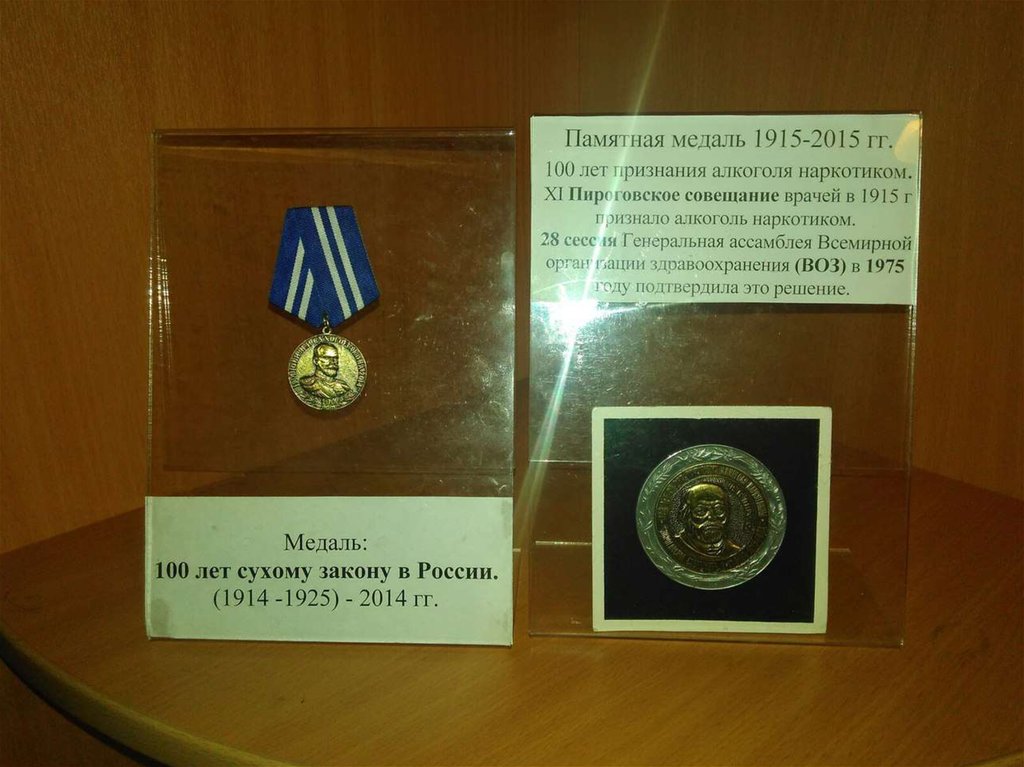 Медаль:
100 лет сухому закону в России.
(1914 -1925) - 2014 гг.
Памятная медаль 1915-2015 гг.
100 лет признания алкоголя наркотиком.
XI Пироговское совещание врачей в 1915 г
признало алкоголь наркотиком.
28 сессия Генеральная ассамблея Всемирной
организации здравоохранения (ВОЗ) в 1975
году подтвердила это решение.